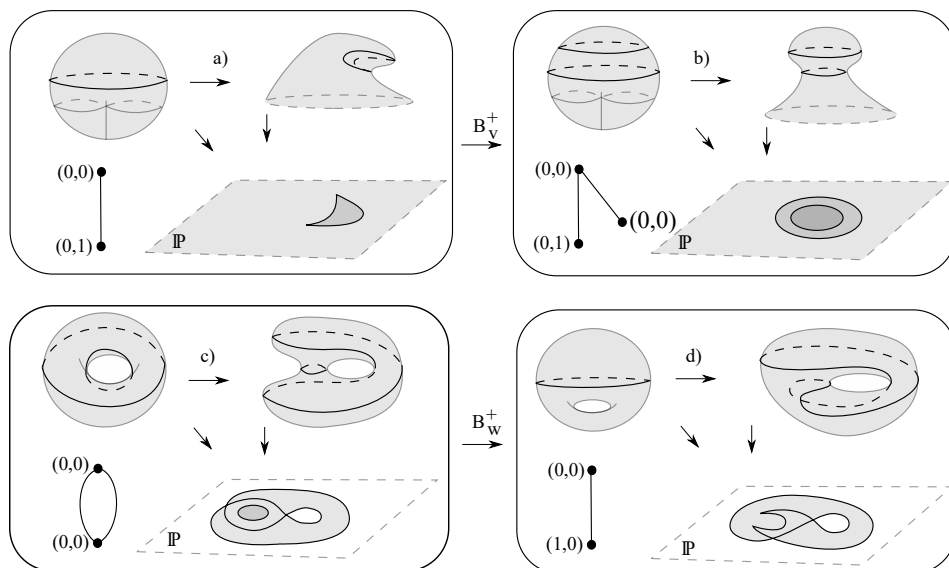 a)
(0,0)
(0,1)
ℙ
B⁺ᵥ
b)
(0,0)
(0,0)
(0,1)
ℙ
c)
(0,0)
(0,0)
ℙ
B⁺_w
d)
(0,0)
(1,0)
ℙ